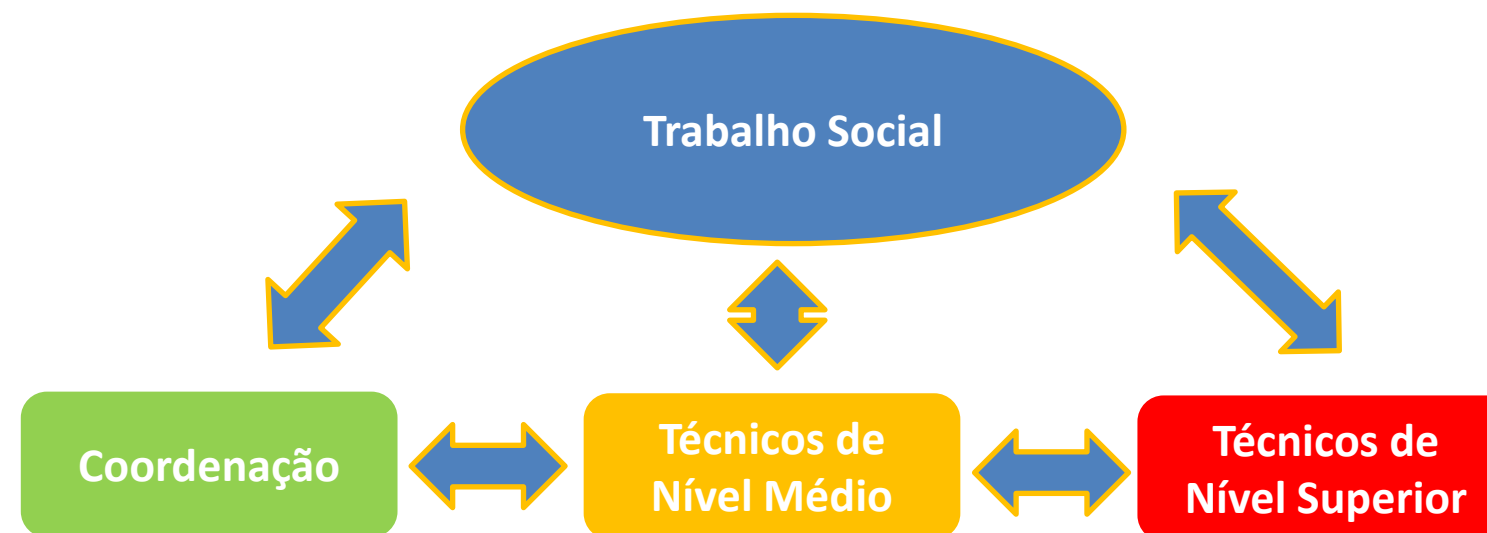 Trabalho Social
Coordenação
Técnicos de
Nível Médio
Técnicos de
Nível Superior